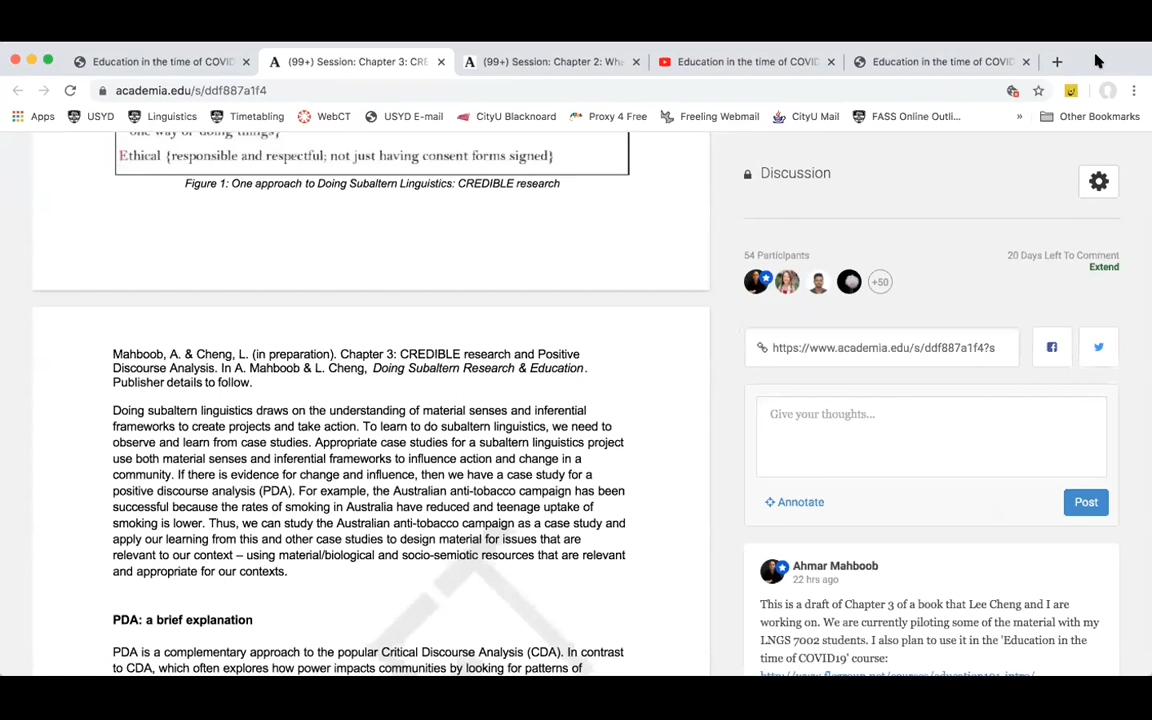 Education in the time of COVID
(99+) Session: Chapter 3: CRE
(99+) Session: Chapter 2: Whe
Education in the time of COVID
Education in the time of COVID
academia.edu/s/ddf887a1f4
Apps USYD Linguistics Timetabling WebCT USYD E-mail CityU Blacknoard Proxy 4 Free Freeling Webmail CityU Mail FASS Online Outli... » Other Bookmarks
one way of 'doing things'}
Ethical {responsible and respectful; not just having consent forms signed}
Figure 1: One approach to Doing Subaltern Linguistics: CREDIBLE research
Mahboob, A. & Cheng, L. (in preparation). Chapter 3: CREDIBLE research and Positive
Discourse Analysis. In A. Mahboob & L. Cheng, Doing Subaltern Research & Education.
Publisher details to follow.
Doing subaltern linguistics draws on the understanding of material senses and inferential
frameworks to create projects and take action. To learn to do subaltern linguistics, we need to
observe and learn from case studies. Appropriate case studies for a subaltern linguistics project
use both material senses and inferential frameworks to influence action and change in a
community. If there is evidence for change and influence, then we have a case study for a
positive discourse analysis (PDA). For example, the Australian anti-tobacco campaign has been
successful because the rates of smoking in Australia have reduced and teenage uptake of
smoking is lower. Thus, we can study the Australian anti-tobacco campaign as a case study and
apply our learning from this and other case studies to design material for issues that are
relevant to our context – using material/biological and socio-semiotic resources that are relevant
and appropriate for our contexts.
PDA: a brief explanation
PDA is a complementary approach to the popular Critical Discourse Analysis (CDA). In contrast
to CDA, which often explores how power impacts communities by looking for patterns of
Discussion
54 Participants
20 Days Left To Comment
Extend
+50
https://www.academia.edu/s/ddf887a1f4?s
Give your thoughts...
Annotate
Post
Ahmar Mahboob
22 hrs ago
This is a draft of Chapter 3 of a book that Lee Cheng and I are
working on. We are currently piloting some of the material with my
LNGS 7002 students. I also plan to use it in the 'Education in the
time of COVID19' course:
http://www.flcgroup.net/courses/education101-intro/